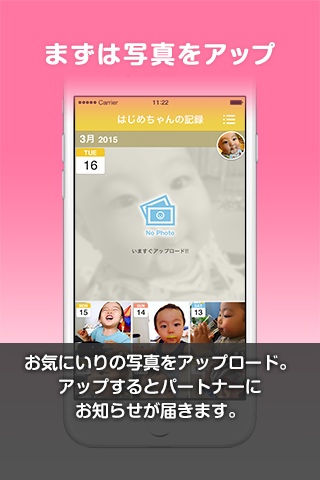 まずは写真をアップ
Carrier 11:22
はじめちゃんの記録
3月 2015
TUE
16
No Photo
いますぐアップロード!!
15 14 13
お気にいりの写真をアップロード。
アップするとパートナーに
お知らせが届きます。